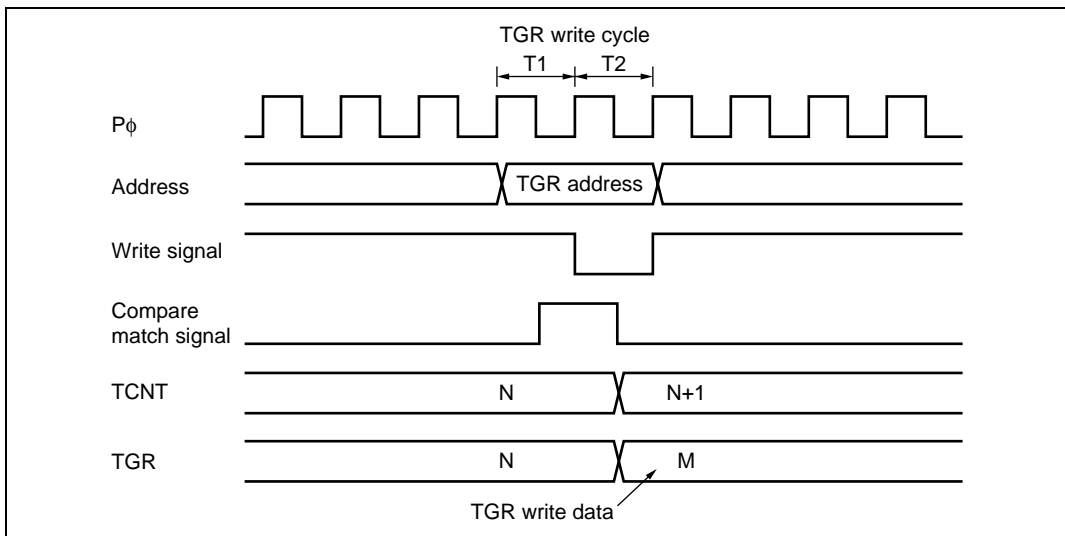 TGR write cycle
T1 T2
Pϕ
Address TGR address
Write signal
Compare
match signal
TCNT N N+1
TGR N M
TGR write data